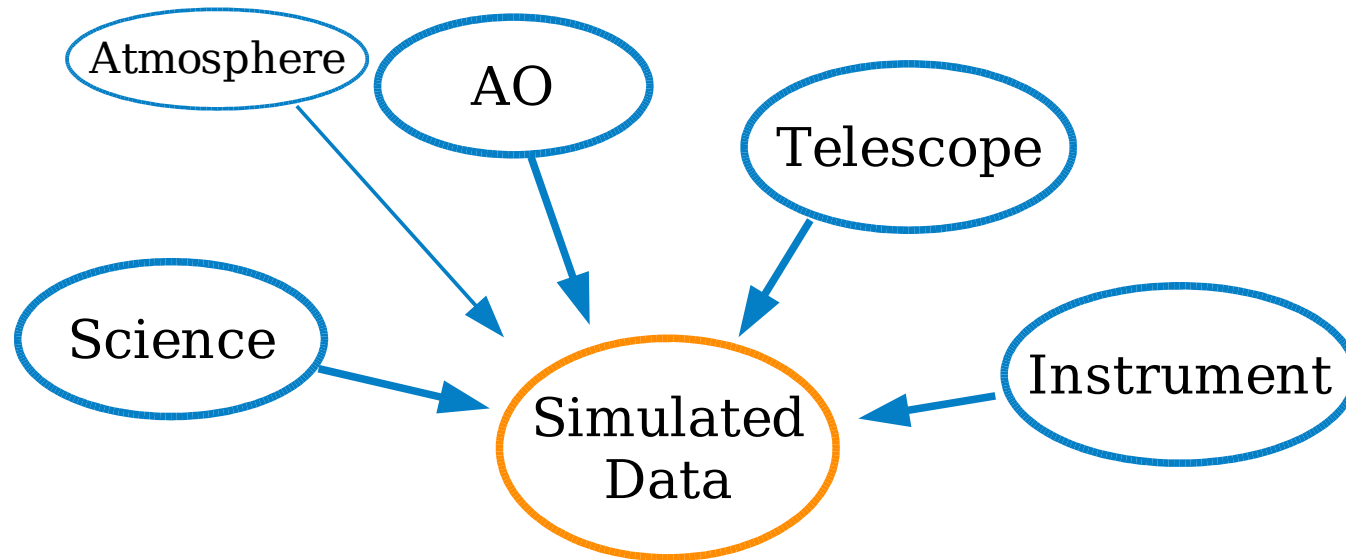 Atmosphere
AO
Telescope
Science
Instrument
Simulated
Data